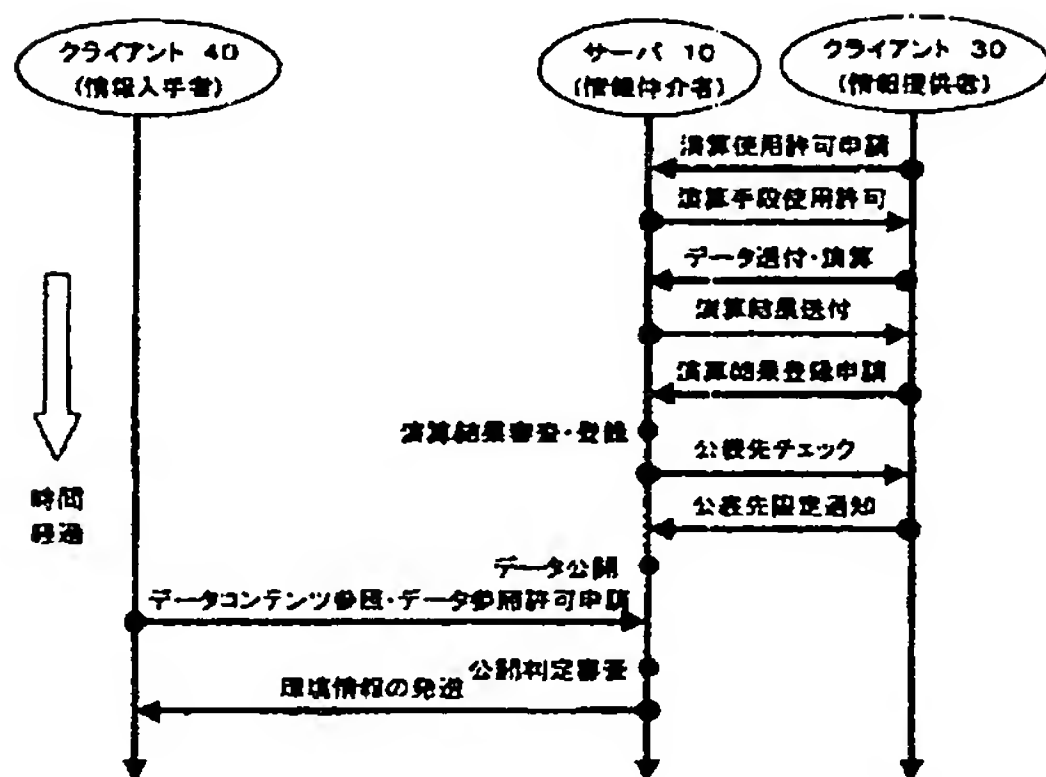 クライアント 40
(情報入手者)
サーバ 10
(情報仲介者)
クライアント 30
(情報提供者)
演算使用許可申請
演算手段使用許可
データ送付・演算
演算結果送付
演算結果登録申請
演算結果審査・登録
公表先チェック
公表先限定通知
データ公開
データコンテンツ参照・データ参照許可申請
公開判定審査
環境情報の発送
時間
経過